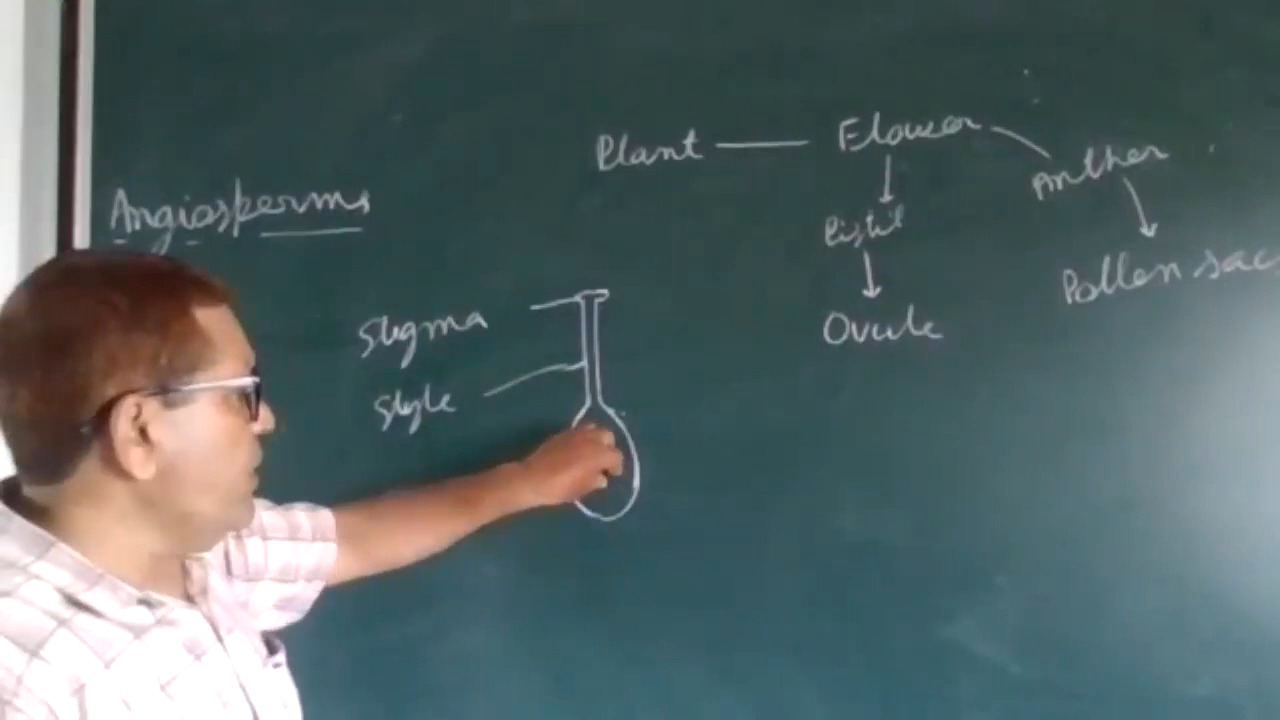 Angiosperms
Stigma
Style
Plant — Flower
Anther
Pistil
Pollen sac
Ovule